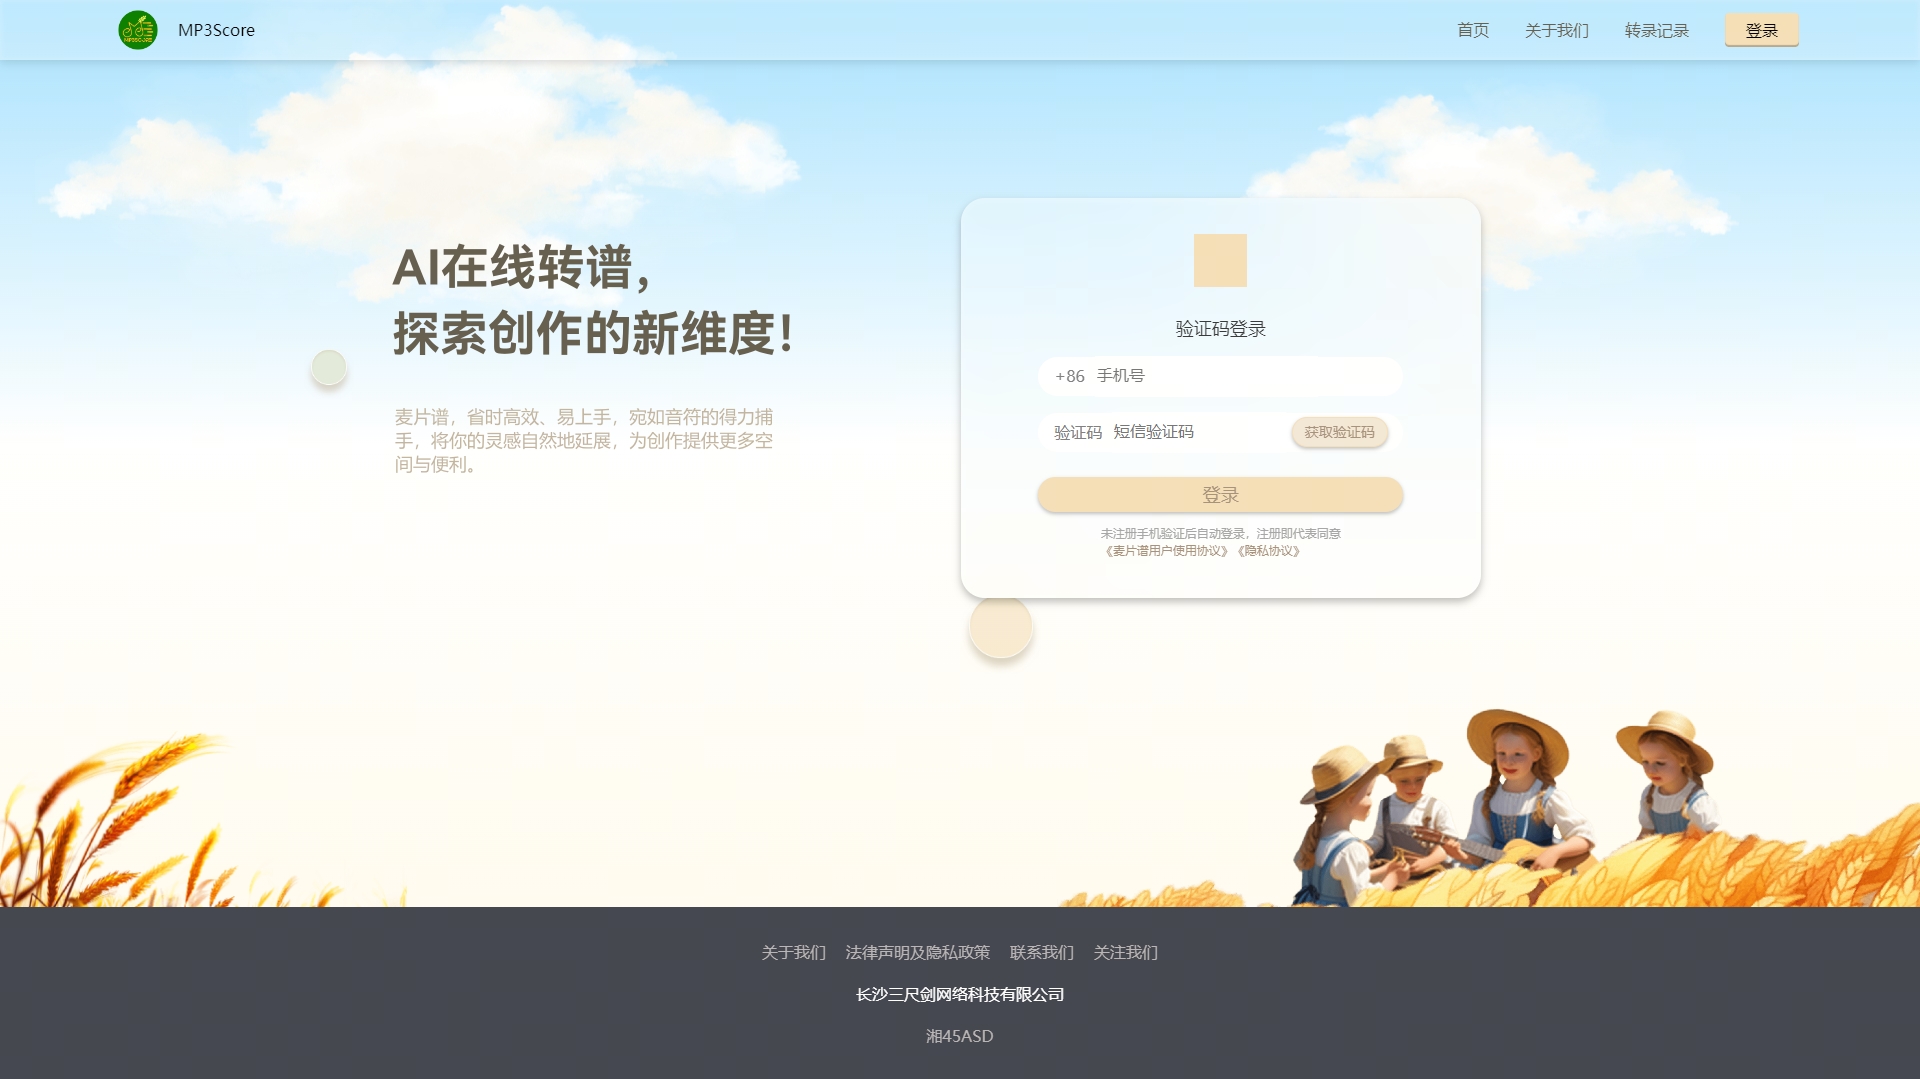 MP3Score
首页
关于我们
转录记录
登录
AI在线转谱，
探索创作的新维度！
麦片谱，省时高效、易上手，宛如音符的得力捕
手，将你的灵感自然地延展，为创作提供更多空
间与便利。
验证码登录
+86 手机号
验证码 短信验证码 获取验证码
登录
未注册手机验证后自动登录，注册即代表同意
《麦片谱用户使用协议》《隐私协议》
关于我们 法律声明及隐私政策 联系我们 关注我们
长沙三尺剑网络科技有限公司
湘45ASD